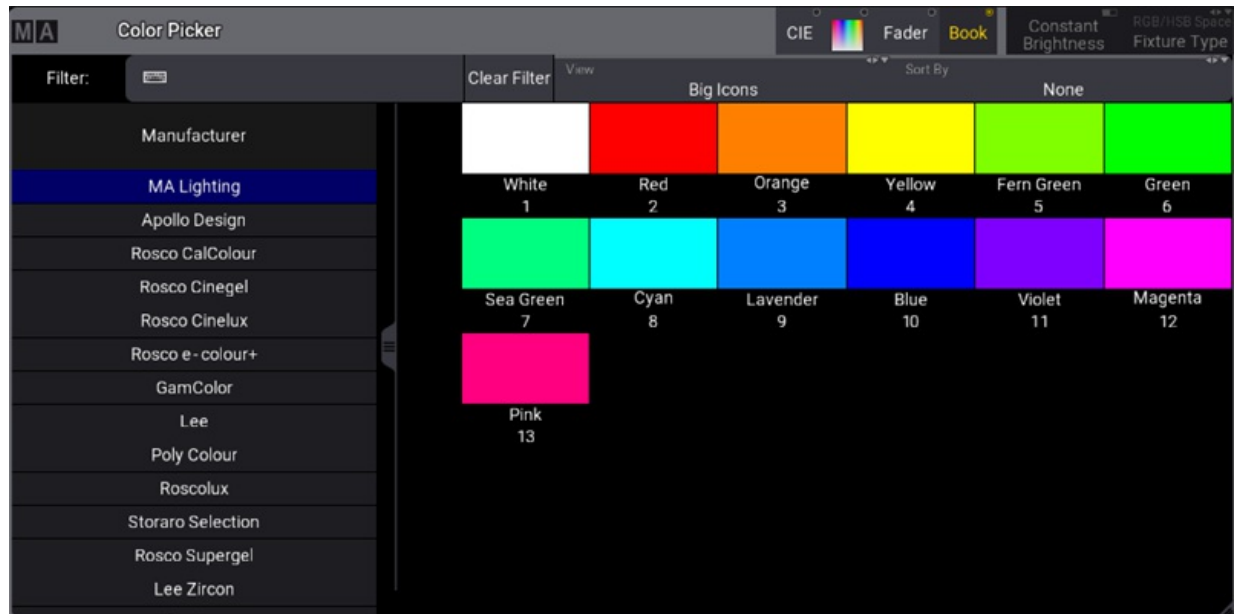 MA Color Picker CIE Fader Book Constant Brightness RGB/HSB Space Fixture Type
Filter: Clear Filter View Big Icons Sort By None
Manufacturer
MA Lighting
Apollo Design
Rosco CalColour
Rosco Cinegel
Rosco Cinelux
Rosco e-colour+
GamColor
Lee
Poly Colour
Roscolux
Storaro Selection
Rosco Supergel
Lee Zircon
White Red Orange Yellow Fern Green Green
1 2 3 4 5 6
Sea Green Cyan Lavender Blue Violet Magenta
7 8 9 10 11 12
Pink
13